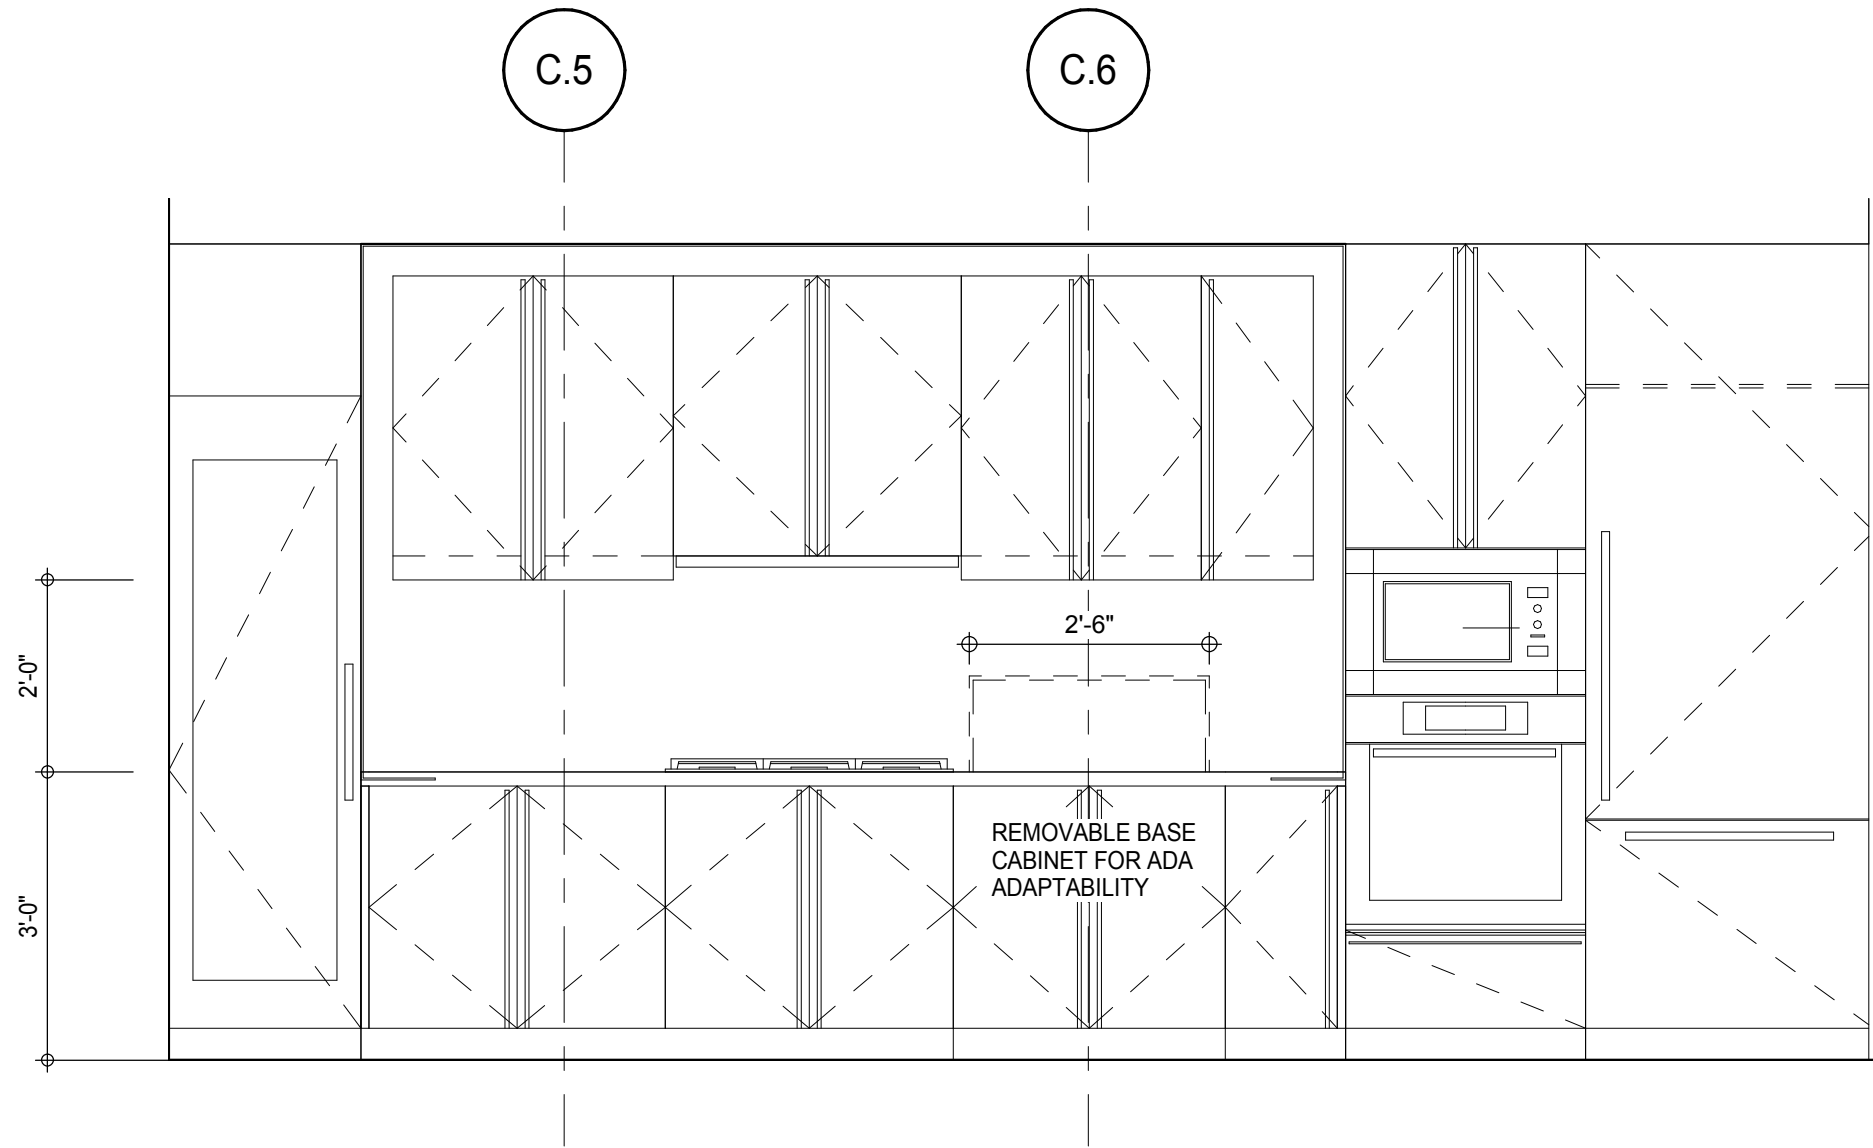 C.5
C.6
2'-6"
2'-0"
REMOVABLE BASE
CABINET FOR ADA
ADAPTABILITY
3'-0"